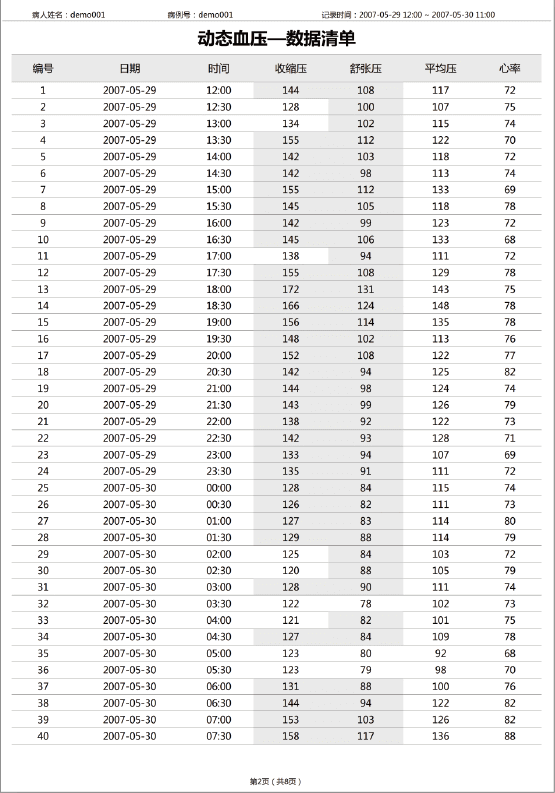 病人姓名：demo001 病例号：demo001 记录时间：2007-05-29 12:00 ~ 2007-05-30 11:00
动态血压—数据清单
编号 日期 时间 收缩压 舒张压 平均压 心率
1 2007-05-29 12:00 144 108 117 72
2 2007-05-29 12:30 128 100 107 75
3 2007-05-29 13:00 134 102 115 74
4 2007-05-29 13:30 155 112 122 70
5 2007-05-29 14:00 142 103 118 72
6 2007-05-29 14:30 142 98 113 74
7 2007-05-29 15:00 155 112 133 69
8 2007-05-29 15:30 145 105 118 78
9 2007-05-29 16:00 142 99 123 72
10 2007-05-29 16:30 145 106 133 68
11 2007-05-29 17:00 138 94 111 72
12 2007-05-29 17:30 155 108 129 78
13 2007-05-29 18:00 172 131 143 75
14 2007-05-29 18:30 166 124 148 78
15 2007-05-29 19:00 156 114 135 78
16 2007-05-29 19:30 148 102 113 76
17 2007-05-29 20:00 152 108 122 77
18 2007-05-29 20:30 142 94 125 82
19 2007-05-29 21:00 144 98 124 74
20 2007-05-29 21:30 143 99 126 79
21 2007-05-29 22:00 138 92 122 73
22 2007-05-29 22:30 142 93 128 71
23 2007-05-29 23:00 133 94 107 69
24 2007-05-29 23:30 135 91 111 72
25 2007-05-30 00:00 128 84 115 74
26 2007-05-30 00:30 126 82 111 73
27 2007-05-30 01:00 127 83 114 80
28 2007-05-30 01:30 129 88 114 79
29 2007-05-30 02:00 125 84 103 72
30 2007-05-30 02:30 120 88 105 79
31 2007-05-30 03:00 128 90 111 74
32 2007-05-30 03:30 122 78 102 73
33 2007-05-30 04:00 121 82 101 75
34 2007-05-30 04:30 127 84 109 78
35 2007-05-30 05:00 123 80 92 68
36 2007-05-30 05:30 123 79 98 70
37 2007-05-30 06:00 131 88 100 76
38 2007-05-30 06:30 144 94 122 82
39 2007-05-30 07:00 153 103 126 82
40 2007-05-30 07:30 158 117 136 88
第2页（共8页）